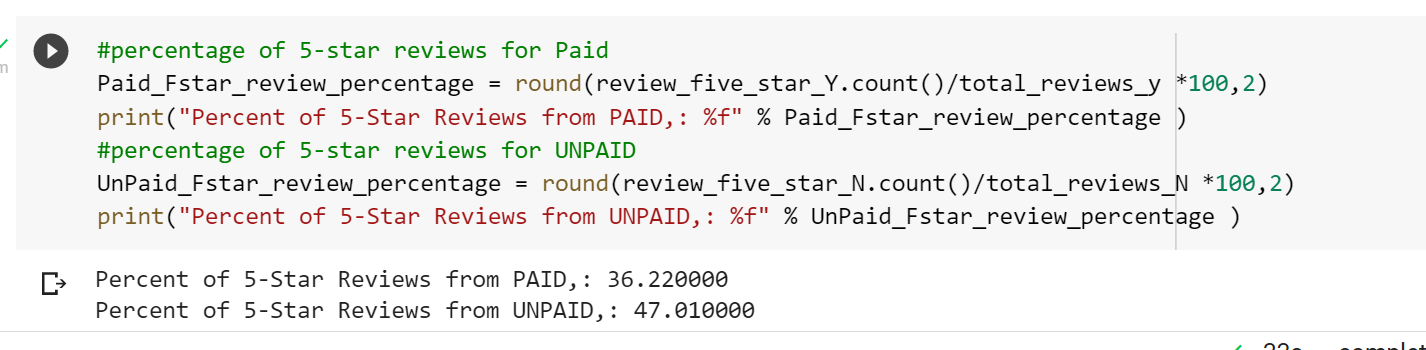 #percentage of 5-star reviews for Paid
Paid_Fstar_review_percentage = round(review_five_star_Y.count()/total_reviews_y *100,2)
print("Percent of 5-Star Reviews from PAID,: %f" % Paid_Fstar_review_percentage )
#percentage of 5-star reviews for UNPAID
UnPaid_Fstar_review_percentage = round(review_five_star_N.count()/total_reviews_N *100,2)
print("Percent of 5-Star Reviews from UNPAID,: %f" % UnPaid_Fstar_review_percentage )
Percent of 5-Star Reviews from PAID,: 36.220000
Percent of 5-Star Reviews from UNPAID,: 47.010000